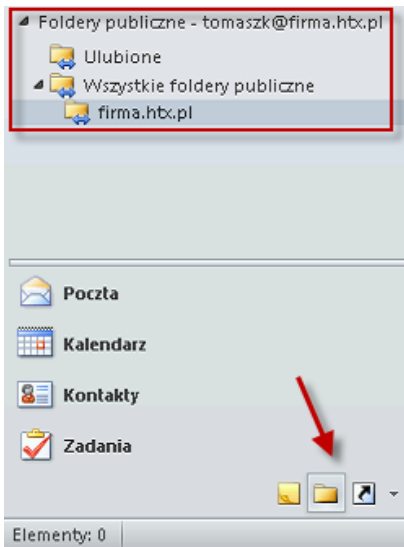 Foldery publiczne - tomaszk@firma.htx.pl
Ulubione
Wszystkie foldery publiczne
firma.htx.pl
Poczta
Kalendarz
Kontakty
Zadania
Elementy: 0